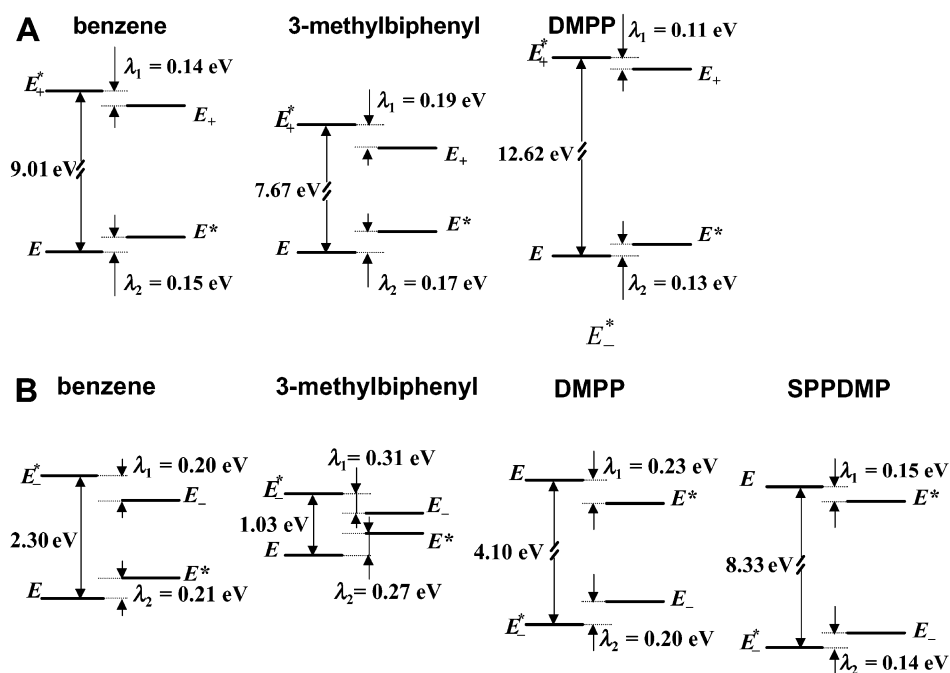 A
benzene
3-methylbiphenyl
DMPP
λ1 = 0.14 eV
E*+
E+
9.01 eV
E*
E
λ2 = 0.15 eV
λ1 = 0.19 eV
E*+
E+
7.67 eV
E*
E
λ2 = 0.17 eV
λ1 = 0.11 eV
E*+
E+
12.62 eV
E*
E
λ2 = 0.13 eV
E*−
B
benzene
3-methylbiphenyl
DMPP
SPPDMP
λ1 = 0.20 eV
E*−
E−
2.30 eV
E*
E
λ2 = 0.21 eV
λ1= 0.31 eV
E*−
E−
1.03 eV
E*
E
λ2= 0.27 eV
λ1 = 0.23 eV
E
E*
4.10 eV
E−
E*−
λ2 = 0.20 eV
λ1 = 0.15 eV
E
E*
8.33 eV
E−
E*−
λ2 = 0.14 eV